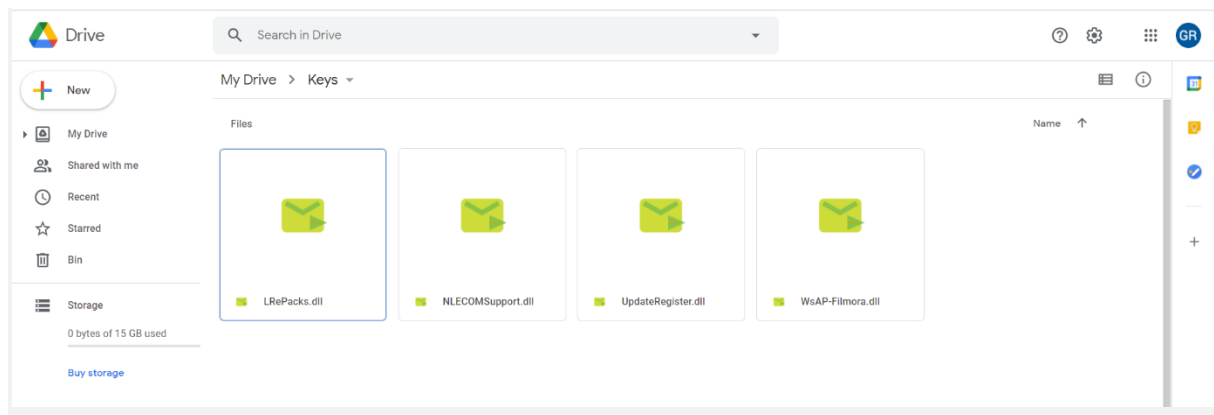 Drive
Search in Drive
GR
New
My Drive > Keys
31
My Drive
Files
Name
Shared with me
Recent
Starred
Bin
Storage
0 bytes of 15 GB used
Buy storage
LRePacks.dll
NLECOMSupport.dll
UpdateRegister.dll
WsAP-Filmora.dll